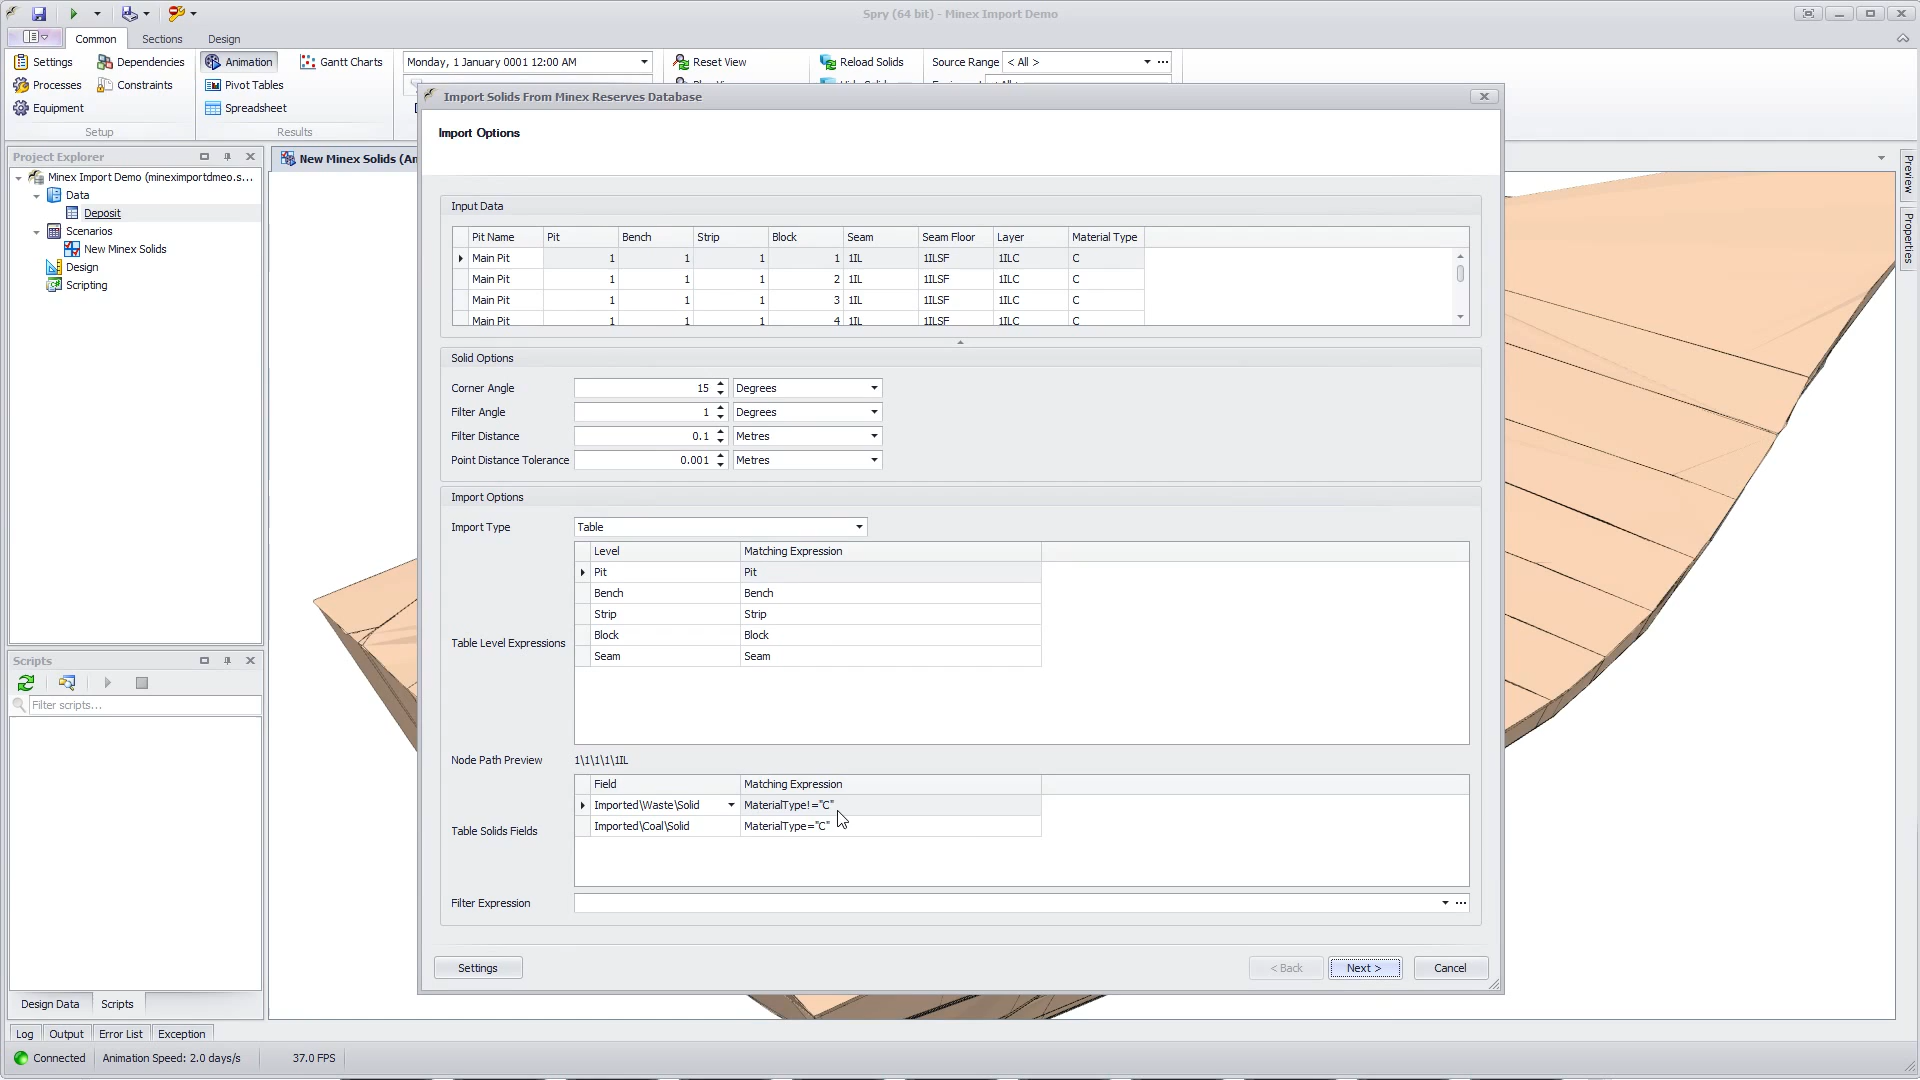 Spry (64 bit) - Minex Import Demo
Common Sections Design
Settings Dependencies Animation Gantt Charts Monday, 1 January 0001 12:00 AM Reset View Reload Solids Source Range < All >
Processes Constraints Pivot Tables
Equipment Spreadsheet
Setup Results
Import Solids From Minex Reserves Database
Import Options
Project Explorer
Minex Import Demo (mineximportdmeo.s...
Data
Deposit
Scenarios
New Minex Solids
Design
Scripting
New Minex Solids (An
Preview
Properties
Input Data
Pit Name Pit Bench Strip Block Seam Seam Floor Layer Material Type
Main Pit 1 1 1 1 1IL 1ILSF 1ILC C
Main Pit 1 1 1 2 1IL 1ILSF 1ILC C
Main Pit 1 1 1 3 1IL 1ILSF 1ILC C
Main Pit 1 1 1 4 1IL 1ILSF 1ILC C
Solid Options
Corner Angle 15 Degrees
Filter Angle 1 Degrees
Filter Distance 0.1 Metres
Point Distance Tolerance 0.001 Metres
Import Options
Import Type Table
Level Matching Expression
Pit Pit
Bench Bench
Strip Strip
Block Block
Seam Seam
Table Level Expressions
Node Path Preview 1\1\1\1\1IL
Field Matching Expression
Imported\Waste\Solid MaterialType!="C"
Imported\Coal\Solid MaterialType="C"
Table Solids Fields
Filter Expression
Settings < Back Next > Cancel
Scripts
Filter scripts...
Design Data Scripts
Log Output Error List Exception
Connected Animation Speed: 2.0 days/s 37.0 FPS